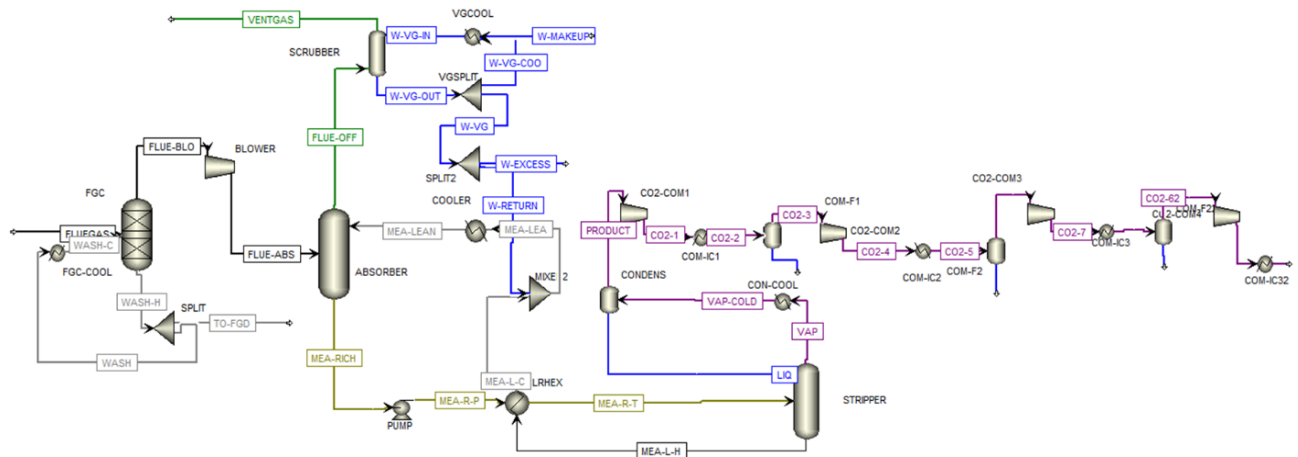 VENTGAS
VGCOOL
W-VG-IN
W-MAKEUP
SCRUBBER
W-VG-COO
VGSPLIT
W-VG-OUT
W-VG
FLUE-OFF
FLUE-BLO
BLOWER
FGC
SPLIT2
W-EXCESS
CO2-COM3
CO2-62
CO2-COM1
CO2-3
COM-F1
COOLER
W-RETURN
FLUEGAS
WASH-C
MEA-LEAN
MEA-LEA
PRODUCT
CO2-1
CO2-2
CO2-COM2
CO2-7
COM-IC3
COM-IC1
CO2-4
CO2-5
COM-F2
FGC-COOL
FLUE-ABS
ABSORBER
COM-IC2
COM-IC32
CONDENS
CON-COOL
WASH-H
SPLIT
VAP-COLD
TO-FGD
VAP
WASH
MEA-RICH
MEA-L-C
LRHEX
LIQ
MEA-R-P
MEA-R-T
STRIPPER
PUMP
MEA-L-H